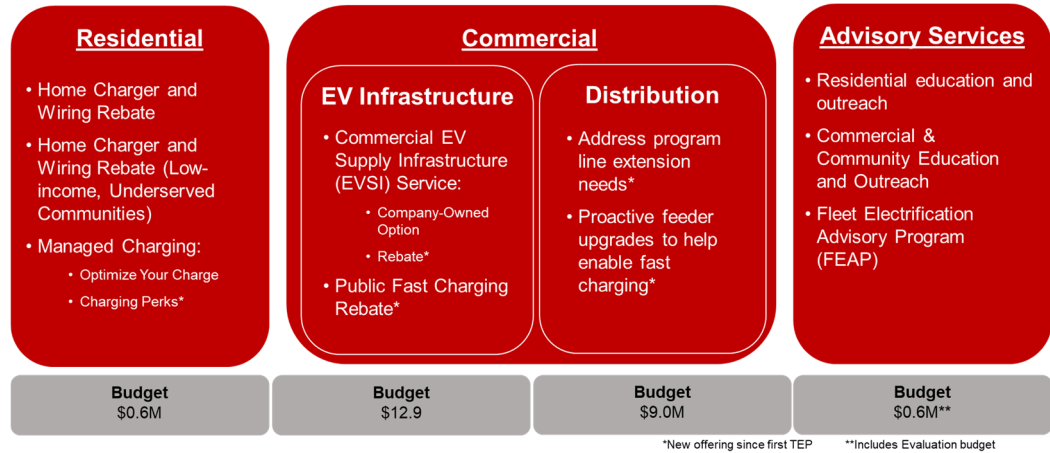 Residential
• Home Charger and
Wiring Rebate
• Home Charger and
Wiring Rebate (Low-
income, Underserved
Communities)
• Managed Charging:
• Optimize Your Charge
• Charging Perks*
Commercial
EV Infrastructure
• Commercial EV
Supply Infrastructure
(EVSI) Service:
• Company-Owned
Option
• Rebate*
• Public Fast Charging
Rebate*
Distribution
• Address program
line extension
needs*
• Proactive feeder
upgrades to help
enable fast
charging*
Advisory Services
• Residential education and
outreach
• Commercial &
Community Education
and Outreach
• Fleet Electrification
Advisory Program
(FEAP)
Budget
$0.6M
Budget
$12.9
Budget
$9.0M
Budget
$0.6M**
*New offering since first TEP
**Includes Evaluation budget